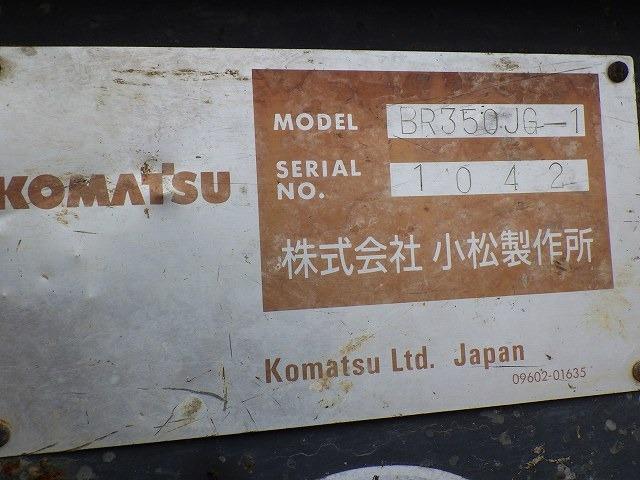 KOMATSU
MODEL BR350JG-1
SERIAL NO. 1042
株式会社 小松製作所
Komatsu Ltd. Japan
09602-01635